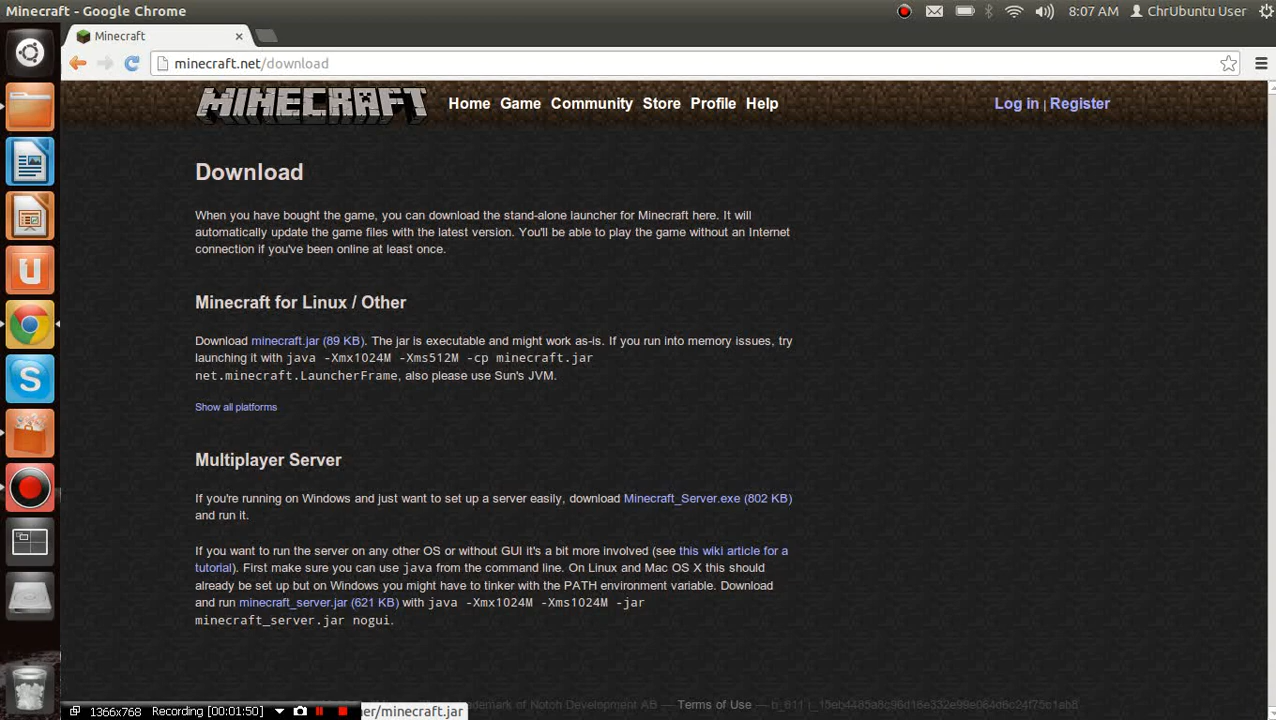 Minecraft - Google Chrome
8:07 AM ChrUbuntu User
Minecraft
minecraft.net/download
MINECRAFT Home Game Community Store Profile Help Log in | Register
Download
When you have bought the game, you can download the stand-alone launcher for Minecraft here. It will
automatically update the game files with the latest version. You'll be able to play the game without an Internet
connection if you've been online at least once.
Minecraft for Linux / Other
Download minecraft.jar (89 KB). The jar is executable and might work as-is. If you run into memory issues, try
launching it with java -Xmx1024M -Xms512M -cp minecraft.jar
net.minecraft.LauncherFrame, also please use Sun's JVM.
Show all platforms
Multiplayer Server
If you're running on Windows and just want to set up a server easily, download Minecraft_Server.exe (802 KB)
and run it.
If you want to run the server on any other OS or without GUI it's a bit more involved (see this wiki article for a
tutorial). First make sure you can use java from the command line. On Linux and Mac OS X this should
already be set up but on Windows you might have to tinker with the PATH environment variable. Download
and run minecraft_server.jar (621 KB) with java -Xmx1024M -Xms1024M -jar
minecraft_server.jar nogui.
1366x768 Recording [00:01:50] er/minecraft.jar demark of Notch Development AB — Terms of Use —